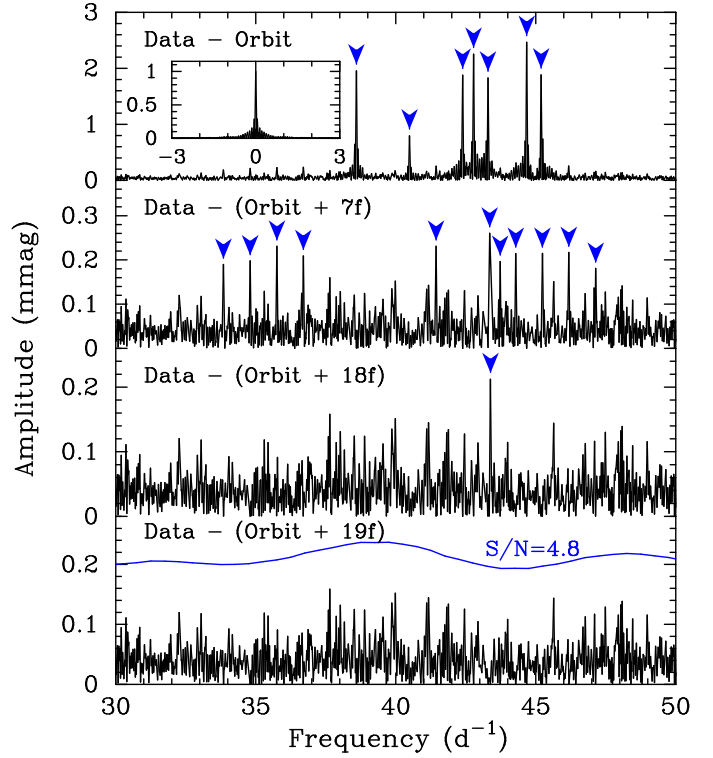 Amplitude (mmag)
3
Data – Orbit
1
2
0.5
0
−3 0 3
1
0
0.3
Data – (Orbit + 7f)
0.2
0.1
0
Data – (Orbit + 18f)
0.2
0.1
0
Data – (Orbit + 19f)
S/N=4.8
0.2
0.1
0
30 35 40 45 50
Frequency (d⁻¹)